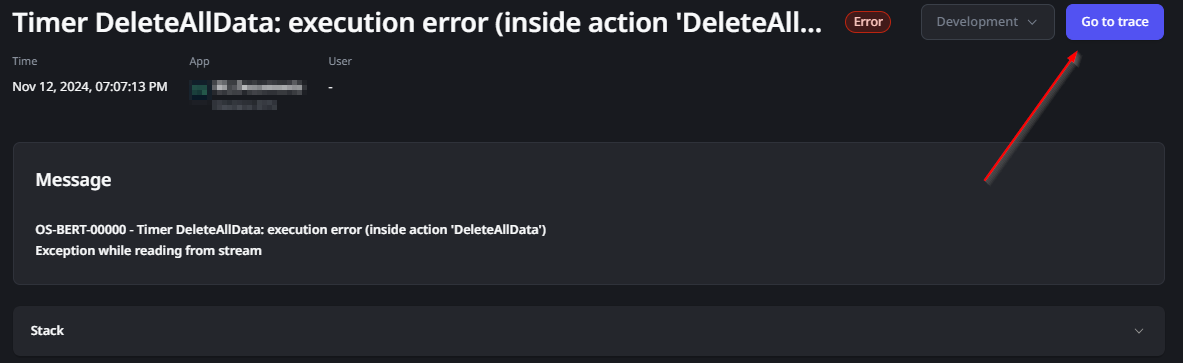 Timer DeleteAllData: execution error (inside action 'DeleteAll...
Error
Development
Go to trace
Time
App
User
Nov 12, 2024, 07:07:13 PM
-
Message
OS-BERT-00000 - Timer DeleteAllData: execution error (inside action 'DeleteAllData')
Exception while reading from stream
Stack